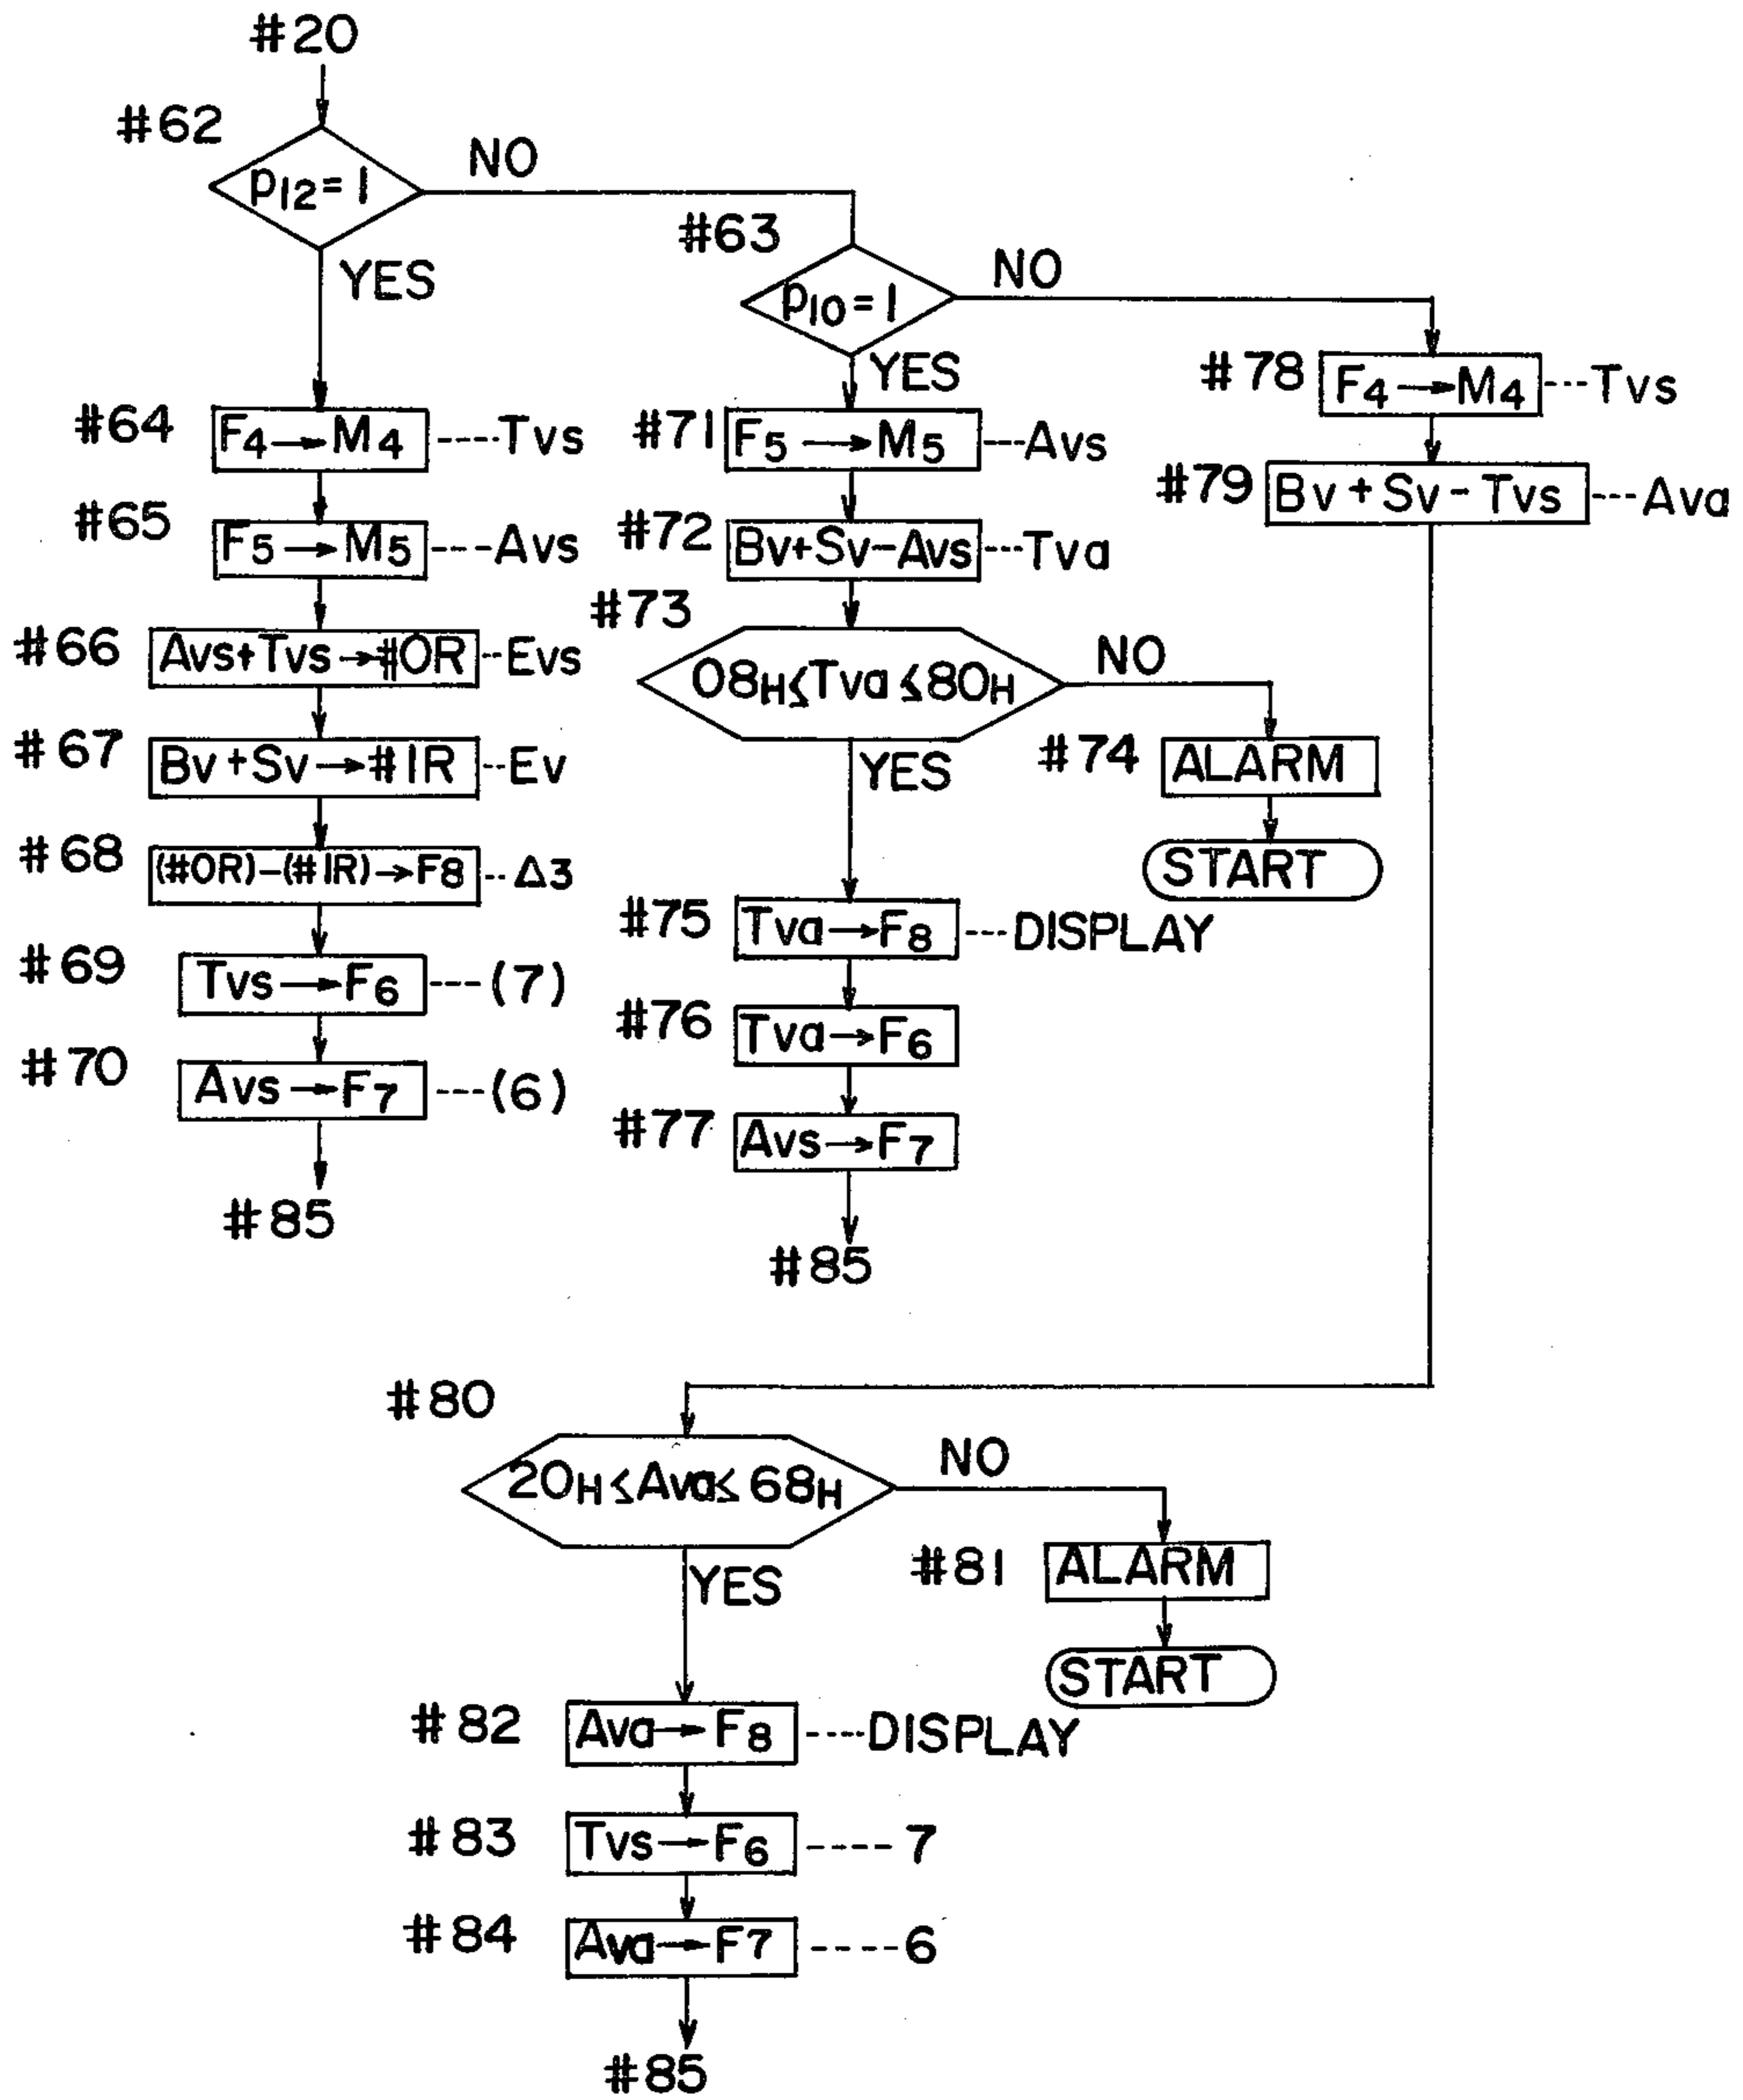 #20
#62
p12=1
NO
YES
#63
p10=1
NO
YES
#64
F4→M4
----Tvs
#65
F5→M5
----Avs
#66
Avs+Tvs→#0R
--Evs
#67
Bv+Sv→#1R
--Ev
#68
(#0R)-(#1R)→F8
--Δ3
#69
Tvs→F6
---(7)
#70
Avs→F7
---(6)
#85
#71
F5→M5
---Avs
#72
Bv+Sv-Avs
---Tva
#73
08H≤Tva≤80H
NO
YES
#74
ALARM
START
#75
Tva→F8
---DISPLAY
#76
Tva→F6
#77
Avs→F7
#85
#78
F4→M4
---Tvs
#79
Bv+Sv-Tvs
---Ava
#80
20H≤Ava≤68H
NO
YES
#81
ALARM
START
#82
Ava→F8
----DISPLAY
#83
Tvs→F6
----7
#84
Ava→F7
----6
#85